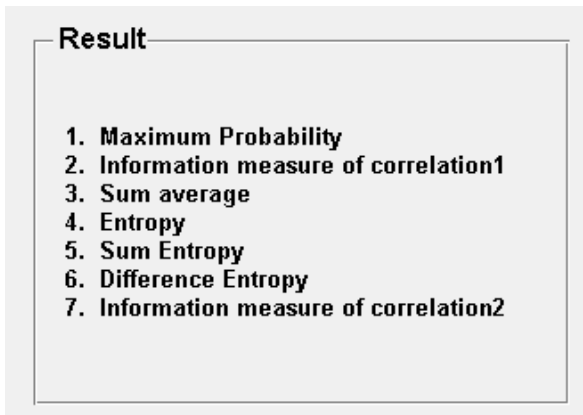 Result
1. Maximum Probability
2. Information measure of correlation1
3. Sum average
4. Entropy
5. Sum Entropy
6. Difference Entropy
7. Information measure of correlation2